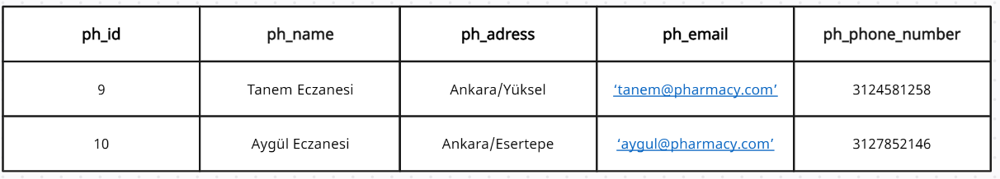 ph_id ph_name ph_adress ph_email ph_phone_number
9 Tanem Eczanesi Ankara/Yüksel ‘tanem@pharmacy.com’ 3124581258
10 Aygül Eczanesi Ankara/Esertepe ‘aygul@pharmacy.com’ 3127852146